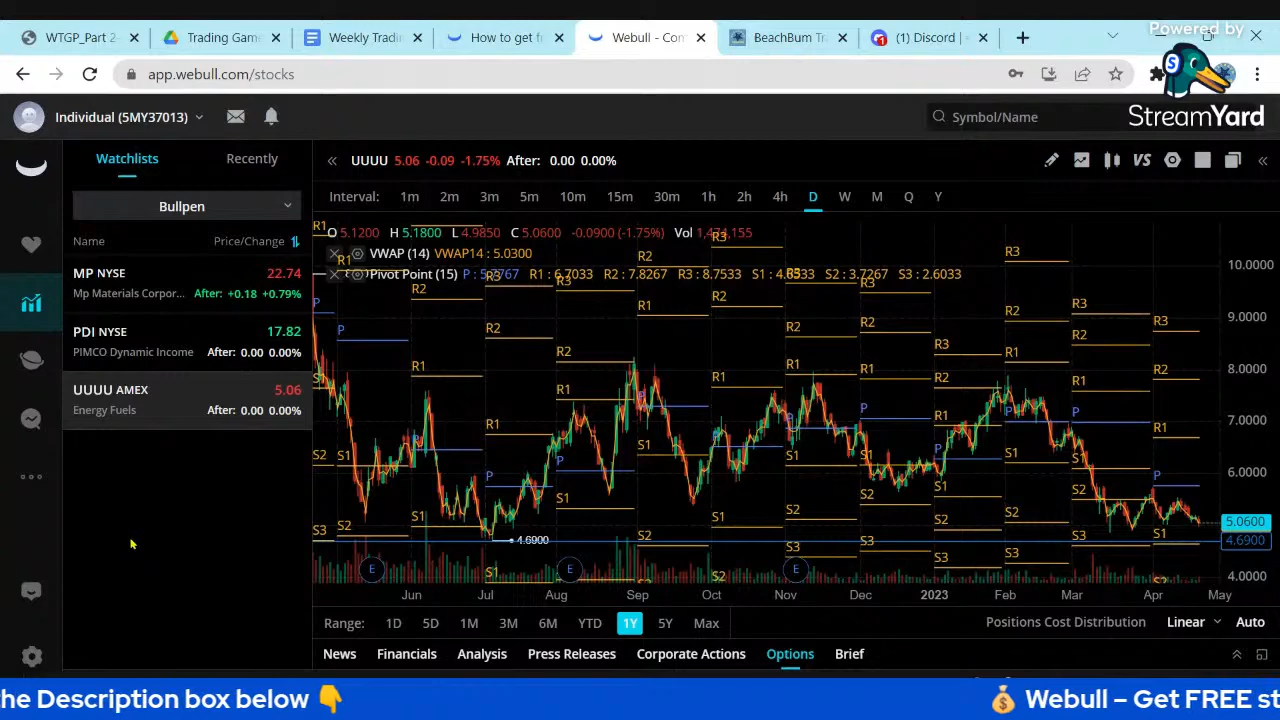 Powered by
StreamYard
WTGP_Part 2
Trading Gam
Weekly Tradi
How to get f
Webull - Co
BeachBum Tr
(1) Discord |
app.webull.com/stocks
Individual (5MY37013)
Symbol/Name
Watchlists Recently
Bullpen
Name Price/Change
MP NYSE 22.74
Mp Materials Corpor... After: +0.18 +0.79%
PDI NYSE 17.82
PIMCO Dynamic Income After: 0.00 0.00%
UUUU AMEX 5.06
Energy Fuels After: 0.00 0.00%
UUUU 5.06 -0.09 -1.75% After: 0.00 0.00%
VS
Interval: 1m 2m 3m 5m 10m 15m 30m 1h 2h 4h D W M Q Y
O 5.1200 H 5.1800 L 4.9850 C 5.0600 -0.0900 (-1.75%) Vol
VWAP (14) VWAP14 : 5.0300
Pivot Point (15) R1 : 6.7033 R2 : 7.8267 R3 : 8.7533 S2 : 3.7267 S3 : 2.6033
10.0000
9.0000
8.0000
7.0000
6.0000
5.0600
4.6900
4.0000
4.6900
E E E
Jun Jul Aug Sep Oct Nov Dec 2023 Feb Mar Apr May
Range: 1D 5D 1M 3M 6M YTD 1Y 5Y Max Positions Cost Distribution Linear Auto
News Financials Analysis Press Releases Corporate Actions Options Brief
the Description box below 👇 💰 Webull – Get FREE st